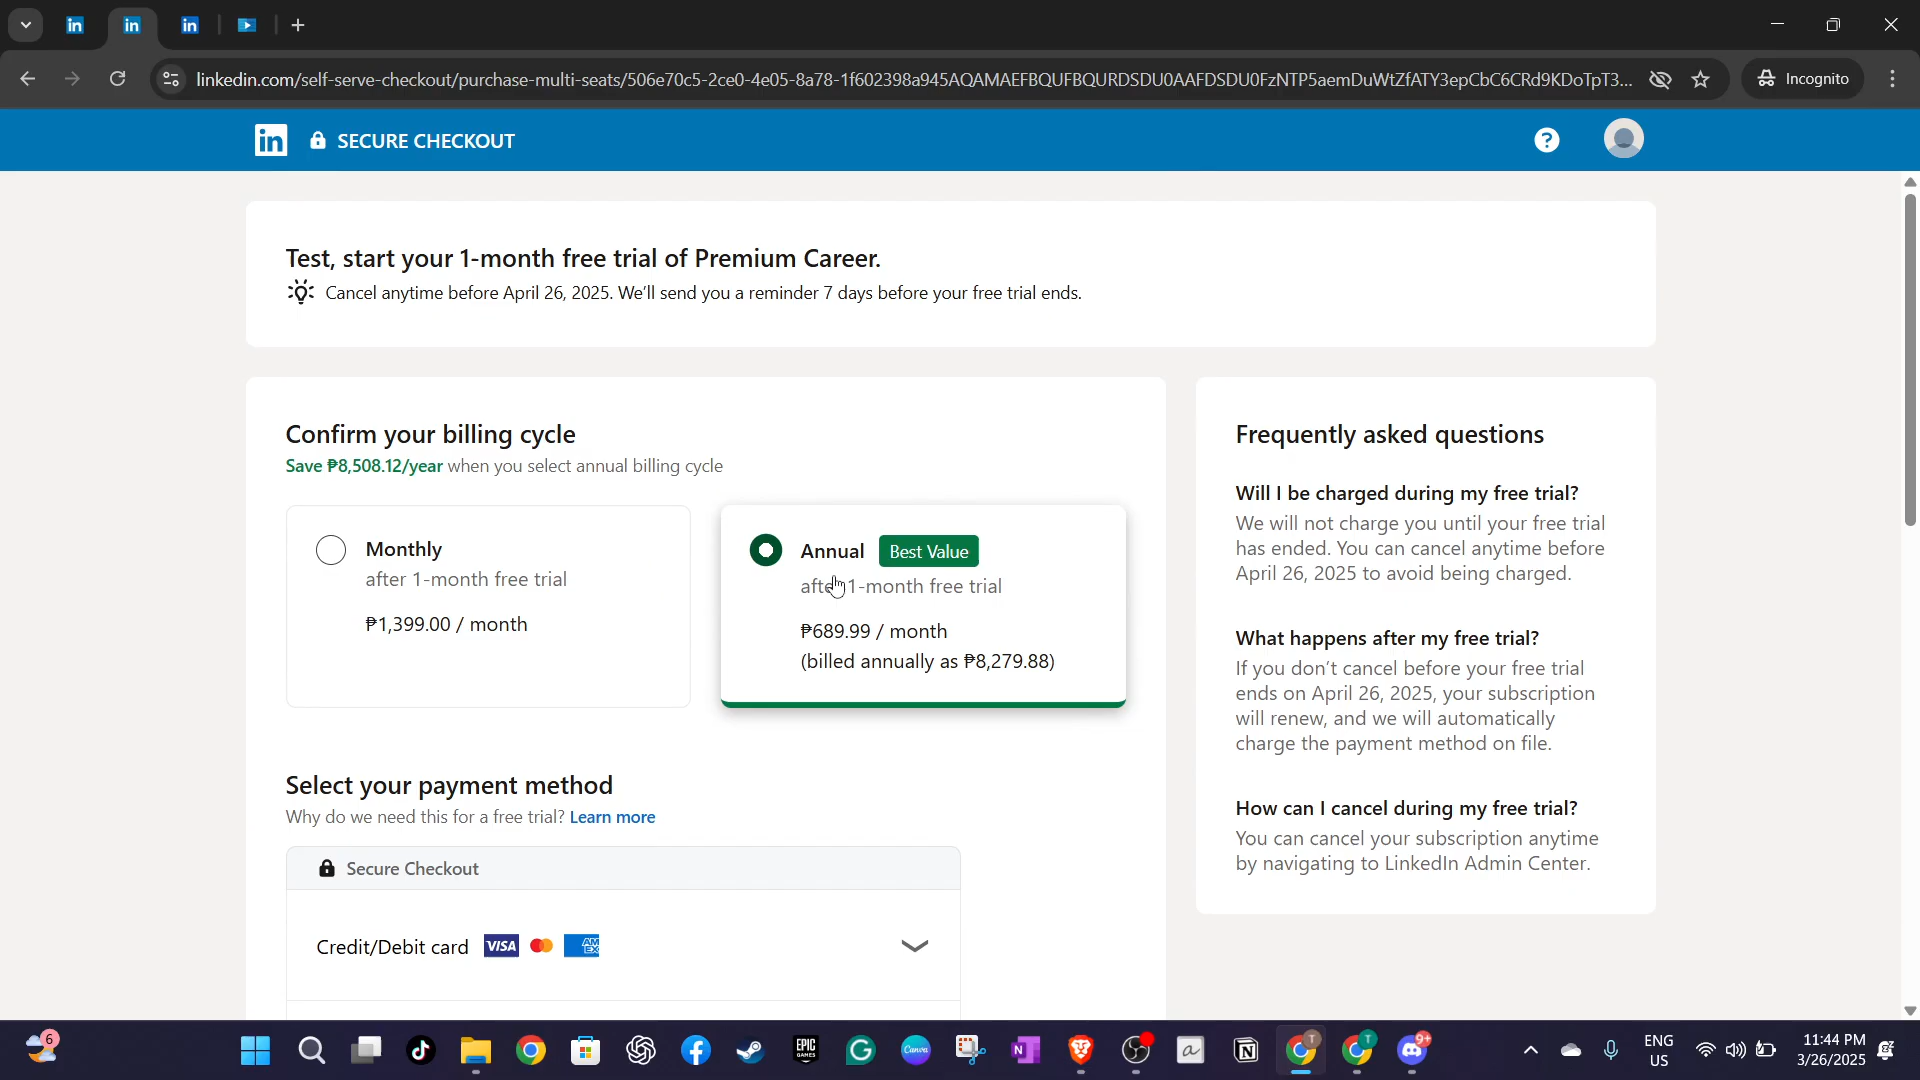 linkedin.com/self-serve-checkout/purchase-multi-seats/506e70c5-2ce0-4e05-8a78-1f602398a945AQAMAEFBQUFBQURDSDU0AAFDSDU0FzNTP5aemDuWtZfATY3epCbC6CRd9KDoTpT3...
Incognito
in SECURE CHECKOUT
?
Test, start your 1-month free trial of Premium Career.
Cancel anytime before April 26, 2025. We'll send you a reminder 7 days before your free trial ends.
Confirm your billing cycle
Save ₱8,508.12/year when you select annual billing cycle
Monthly
after 1-month free trial
₱1,399.00 / month
Annual Best Value
after 1-month free trial
₱689.99 / month
(billed annually as ₱8,279.88)
Select your payment method
Why do we need this for a free trial? Learn more
Secure Checkout
Credit/Debit card VISA AM EX
Frequently asked questions
Will I be charged during my free trial?
We will not charge you until your free trial
has ended. You can cancel anytime before
April 26, 2025 to avoid being charged.
What happens after my free trial?
If you don't cancel before your free trial
ends on April 26, 2025, your subscription
will renew, and we will automatically
charge the payment method on file.
How can I cancel during my free trial?
You can cancel your subscription anytime
by navigating to LinkedIn Admin Center.
6
EPIC GAMES
Canva
N
a
T
T
9+
ENG
US
11:44 PM
3/26/2025